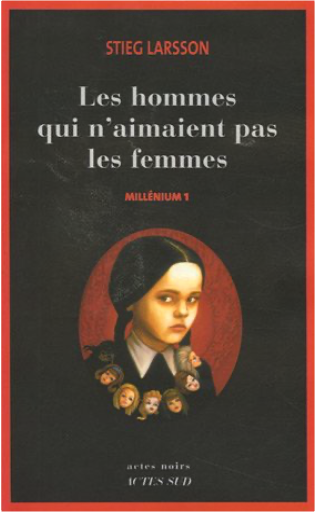 STIEG LARSSON
Les hommes
qui n'aimaient pas
les femmes
MILLÉNIUM 1
actes noirs
ACTES SUD